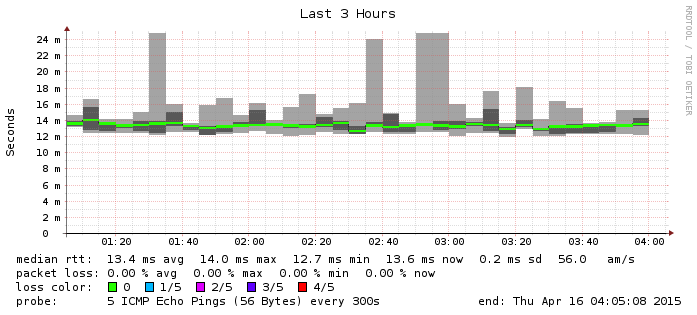 Last 3 Hours
RRDTOOL / TOBI OETIKER
Seconds
24 m
22 m
20 m
18 m
16 m
14 m
12 m
10 m
8 m
6 m
4 m
2 m
0
01:20 01:40 02:00 02:20 02:40 03:00 03:20 03:40 04:00
median rtt: 13.4 ms avg 14.0 ms max 12.7 ms min 13.6 ms now 0.2 ms sd 56.0 am/s
packet loss: 0.00 % avg 0.00 % max 0.00 % min 0.00 % now
loss color: 0 1/5 2/5 3/5 4/5
probe: 5 ICMP Echo Pings (56 Bytes) every 300s end: Thu Apr 16 04:05:08 2015